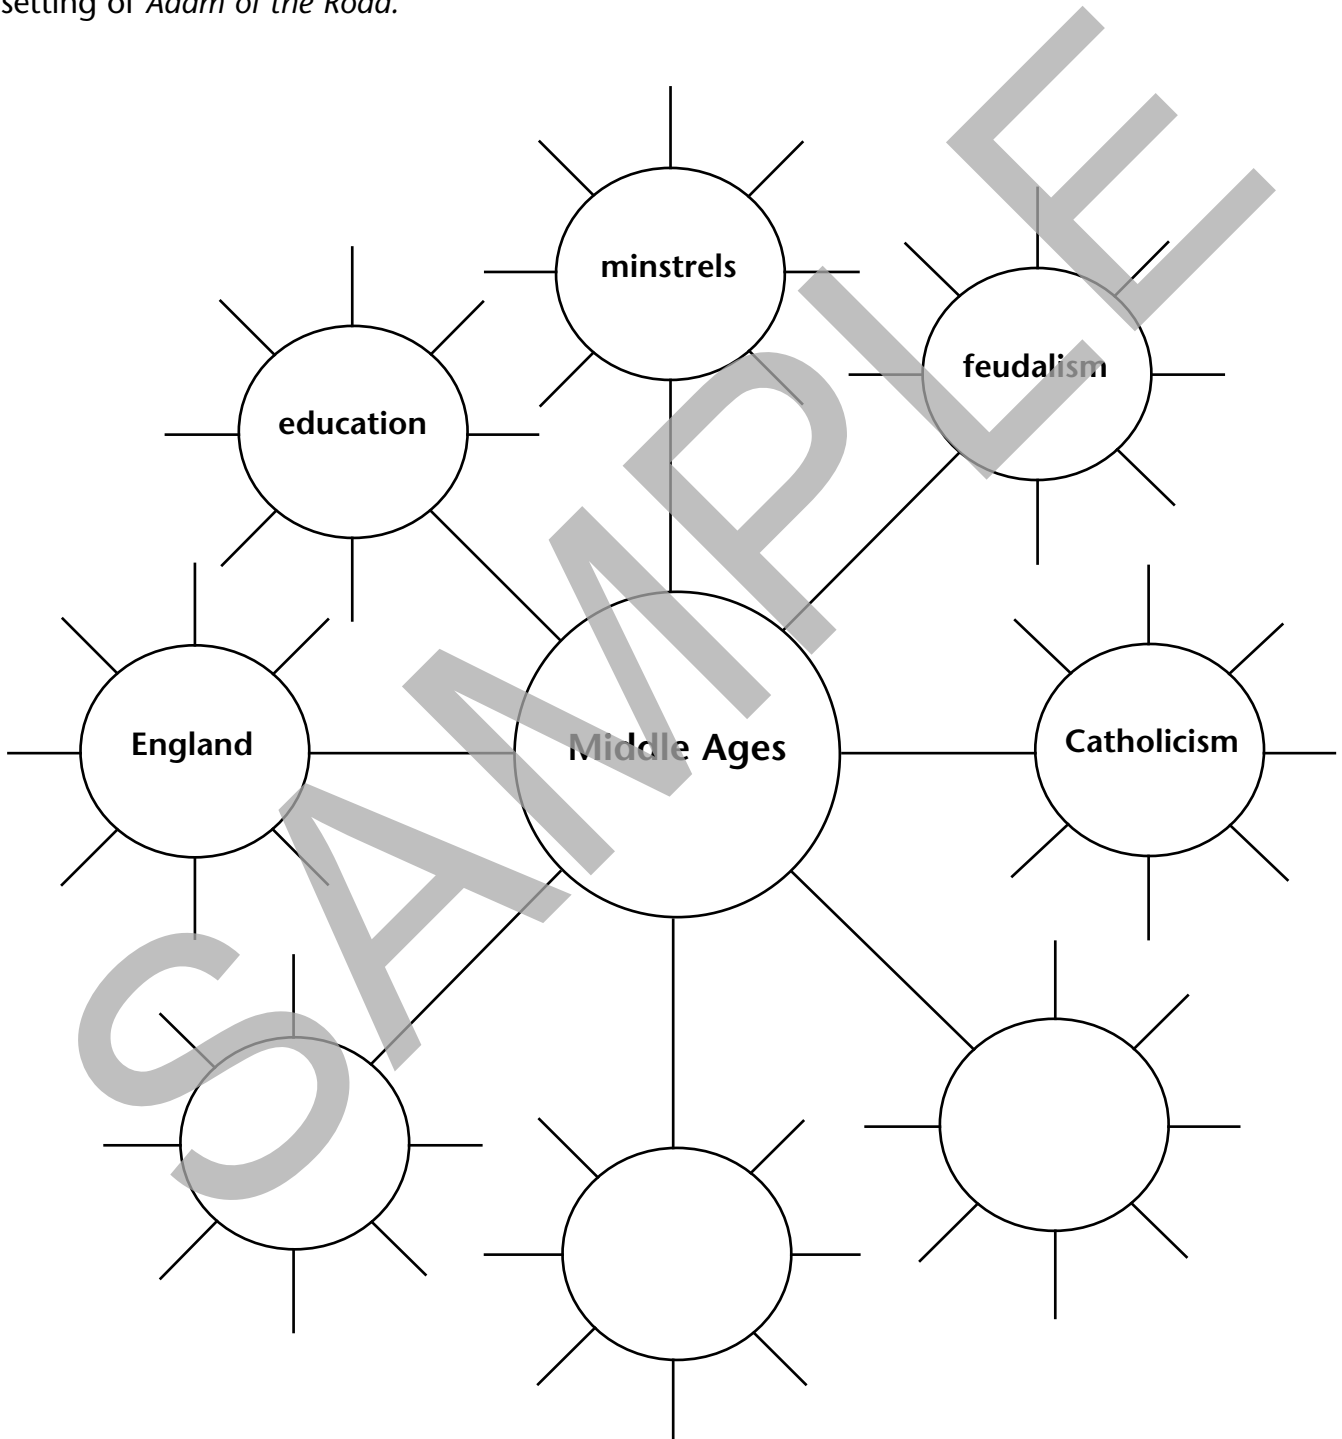 setting of Adam of the Road.
minstrels
feudalism
education
England
Middle Ages
Catholicism
SAMPLE